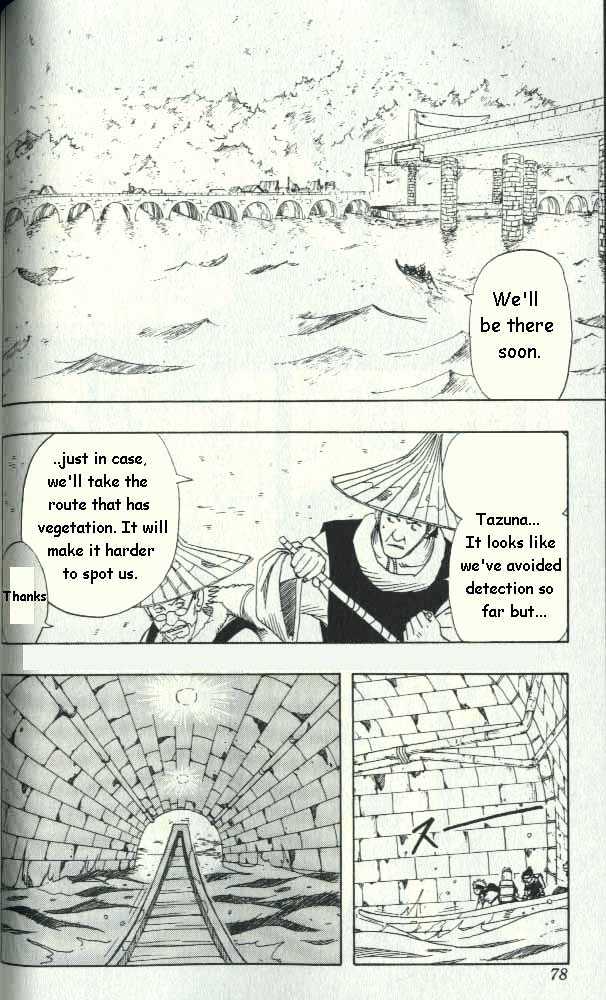 We'll
be there
soon.
Tazuna...
It looks like
we've avoided
detection so
far but...
..just in case,
we'll take the
route that has
vegetation. It will
make it harder
to spot us.
Thanks
スー
78